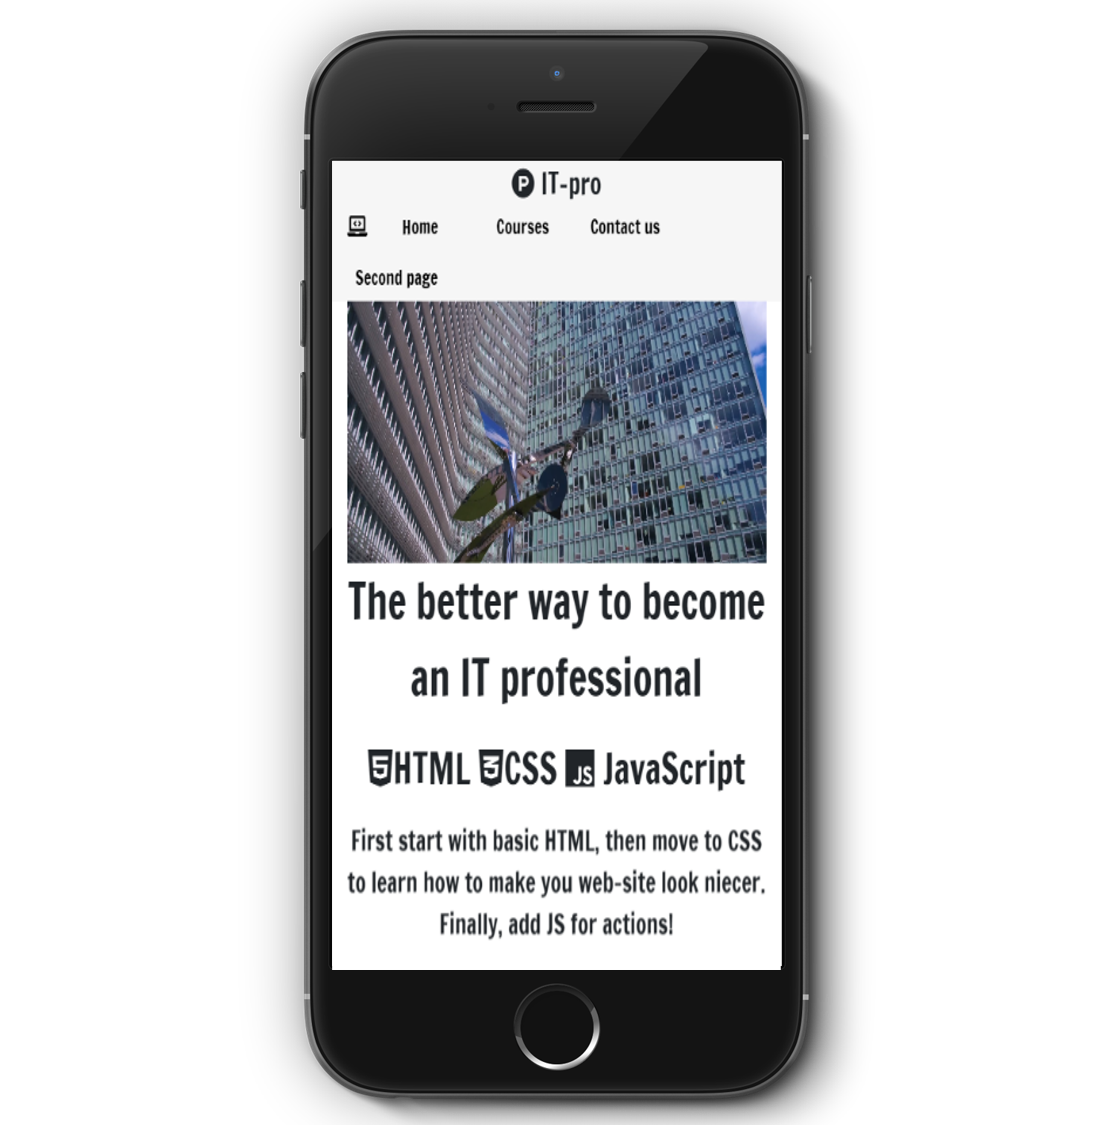 P IT-pro
Home Courses Contact us
Second page
The better way to become
an IT professional
5 HTML 3 CSS JS JavaScript
First start with basic HTML, then move to CSS
to learn how to make you web-site look niecer.
Finally, add JS for actions!